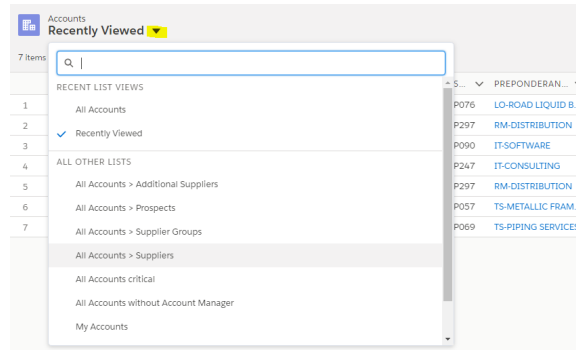 Accounts
Recently Viewed
7 Items
RECENT LIST VIEWS
All Accounts
Recently Viewed
ALL OTHER LISTS
All Accounts > Additional Suppliers
All Accounts > Prospects
All Accounts > Supplier Groups
All Accounts > Suppliers
All Accounts critical
All Accounts without Account Manager
My Accounts
S... PREPONDERAN...
1 P076 LO-ROAD LIQUID B.
2 P297 RM-DISTRIBUTION
3 P090 IT-SOFTWARE
4 P247 IT-CONSULTING
5 P297 RM-DISTRIBUTION
6 P057 TS-METALLIC FRAM.
7 P069 TS-PIPING SERVICES